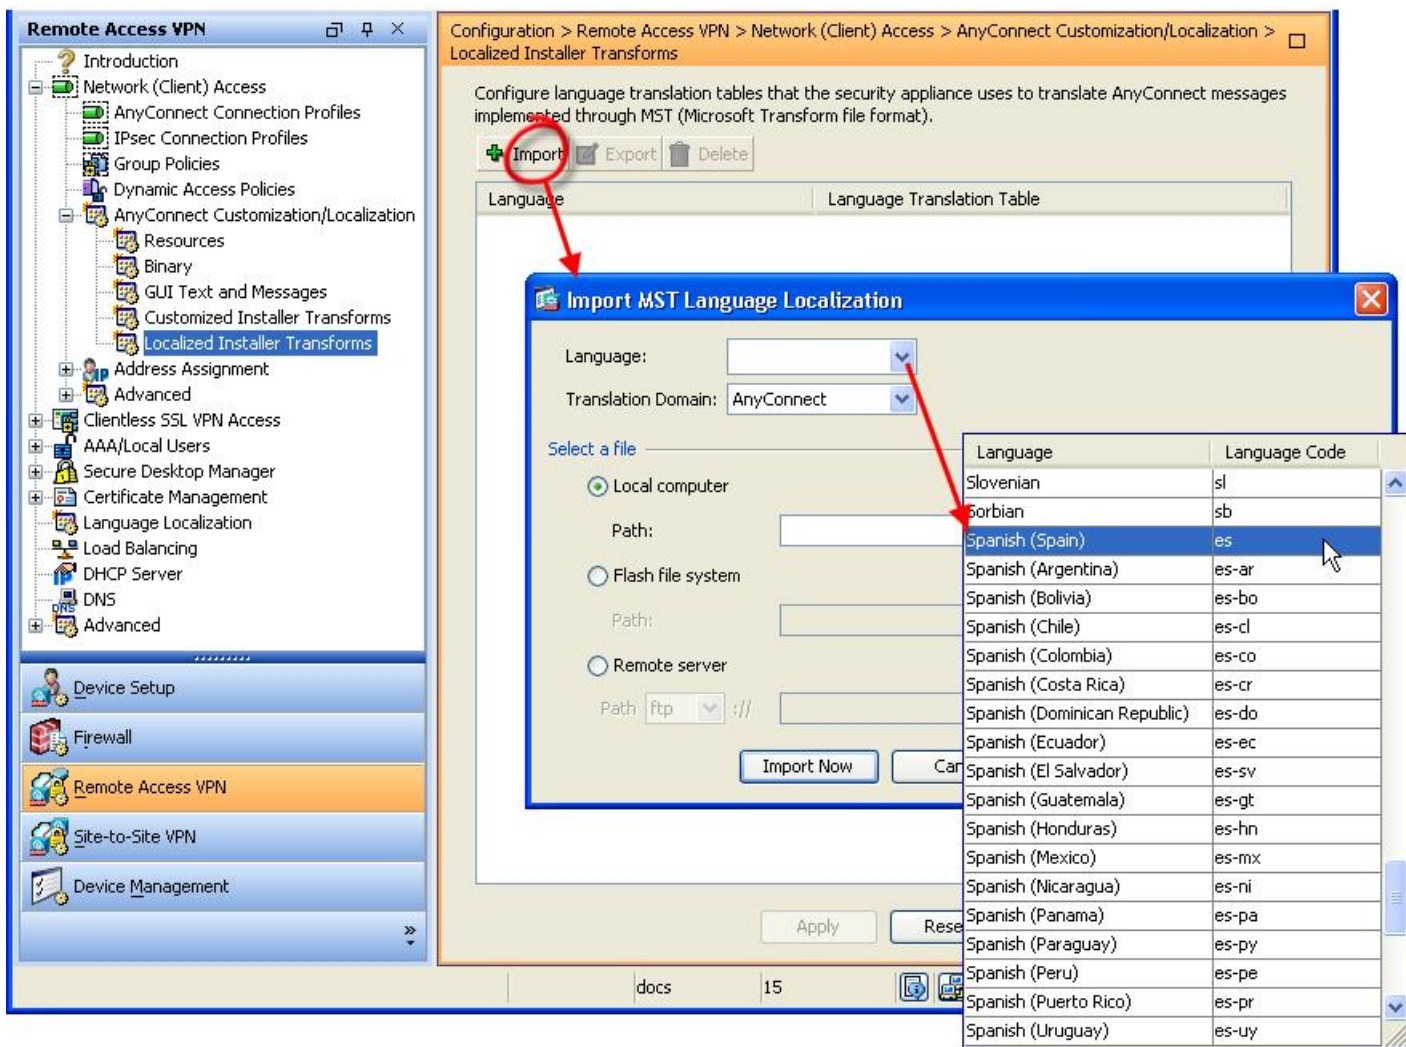 Remote Access VPN
Introduction
Network (Client) Access
AnyConnect Connection Profiles
IPsec Connection Profiles
Group Policies
Dynamic Access Policies
AnyConnect Customization/Localization
Resources
Binary
GUI Text and Messages
Customized Installer Transforms
Localized Installer Transforms
Address Assignment
Advanced
Clientless SSL VPN Access
AAA/Local Users
Secure Desktop Manager
Certificate Management
Language Localization
Load Balancing
DHCP Server
DNS
Advanced
Device Setup
Firewall
Remote Access VPN
Site-to-Site VPN
Device Management
Configuration > Remote Access VPN > Network (Client) Access > AnyConnect Customization/Localization >
Localized Installer Transforms
Configure language translation tables that the security appliance uses to translate AnyConnect messages
implemented through MST (Microsoft Transform file format).
Import Export Delete
Language Language Translation Table
Import MST Language Localization
Language:
Translation Domain: AnyConnect
Select a file
Local computer
Path:
Flash file system
Path:
Remote server
Path ftp ://
Import Now Can
Apply Rese
docs 15
Language Language Code
Slovenian sl
Sorbian sb
Spanish (Spain) es
Spanish (Argentina) es-ar
Spanish (Bolivia) es-bo
Spanish (Chile) es-cl
Spanish (Colombia) es-co
Spanish (Costa Rica) es-cr
Spanish (Dominican Republic) es-do
Spanish (Ecuador) es-ec
Spanish (El Salvador) es-sv
Spanish (Guatemala) es-gt
Spanish (Honduras) es-hn
Spanish (Mexico) es-mx
Spanish (Nicaragua) es-ni
Spanish (Panama) es-pa
Spanish (Paraguay) es-py
Spanish (Peru) es-pe
Spanish (Puerto Rico) es-pr
Spanish (Uruguay) es-uy